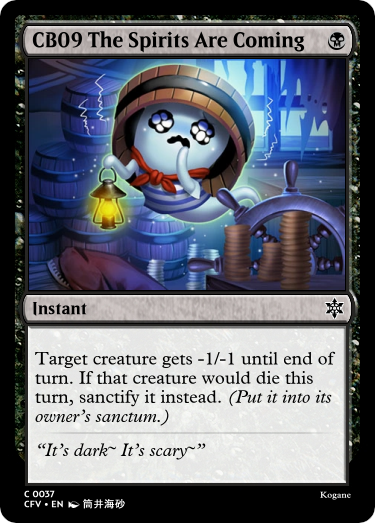 CB09 The Spirits Are Coming
Instant
Target creature gets -1/-1 until end of
turn. If that creature would die this
turn, sanctify it instead. (Put it into its
owner's sanctum.)
“It's dark~ It's scary~”
C 0037
Kogane
CFV • EN 筒井海砂